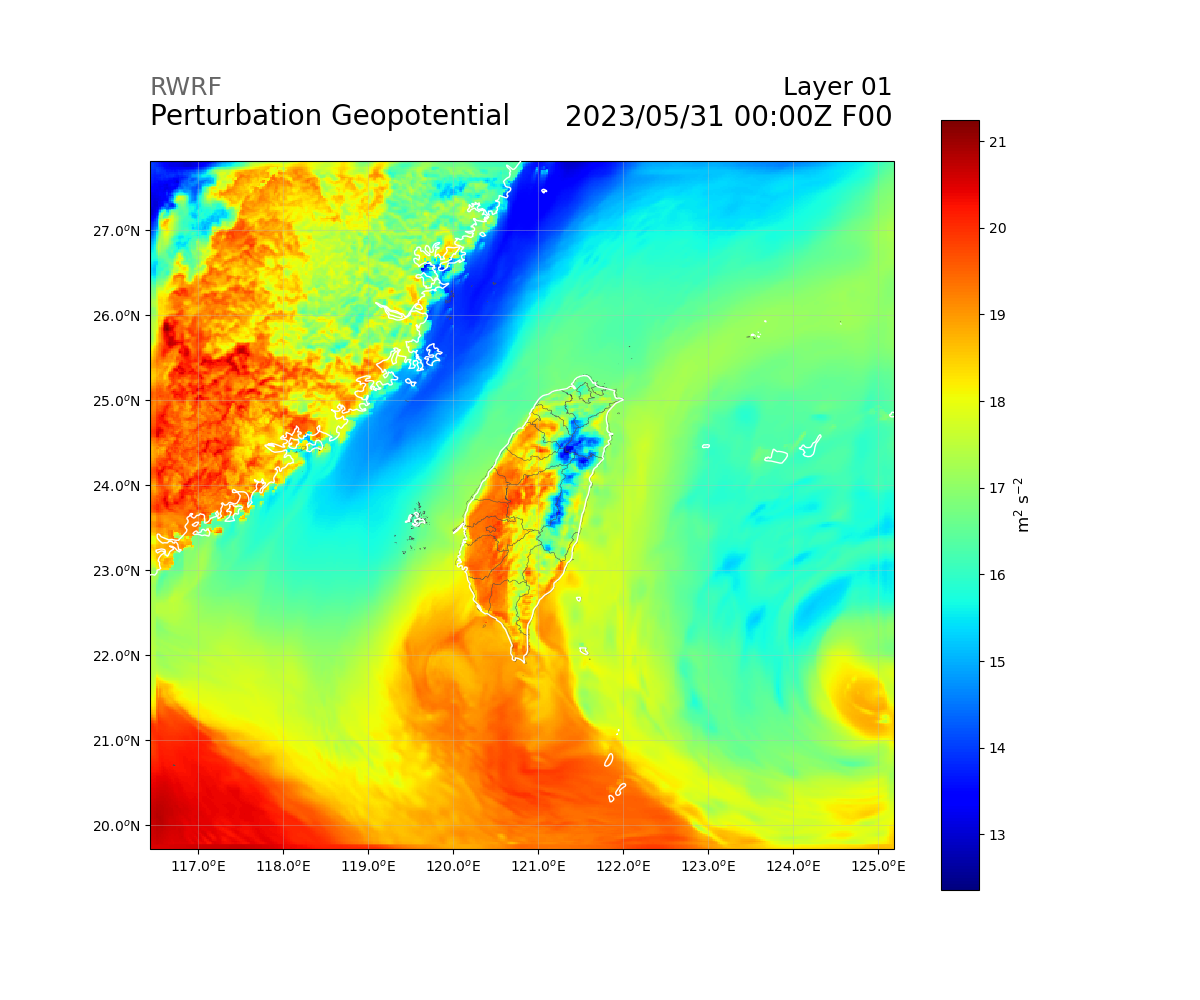 RWRF
Layer 01
Perturbation Geopotential
2023/05/31 00:00Z F00
27.0°N
26.0°N
25.0°N
24.0°N
23.0°N
22.0°N
21.0°N
20.0°N
117.0°E 118.0°E 119.0°E 120.0°E 121.0°E 122.0°E 123.0°E 124.0°E 125.0°E
21
20
19
18
17
16
15
14
13
m² s⁻²